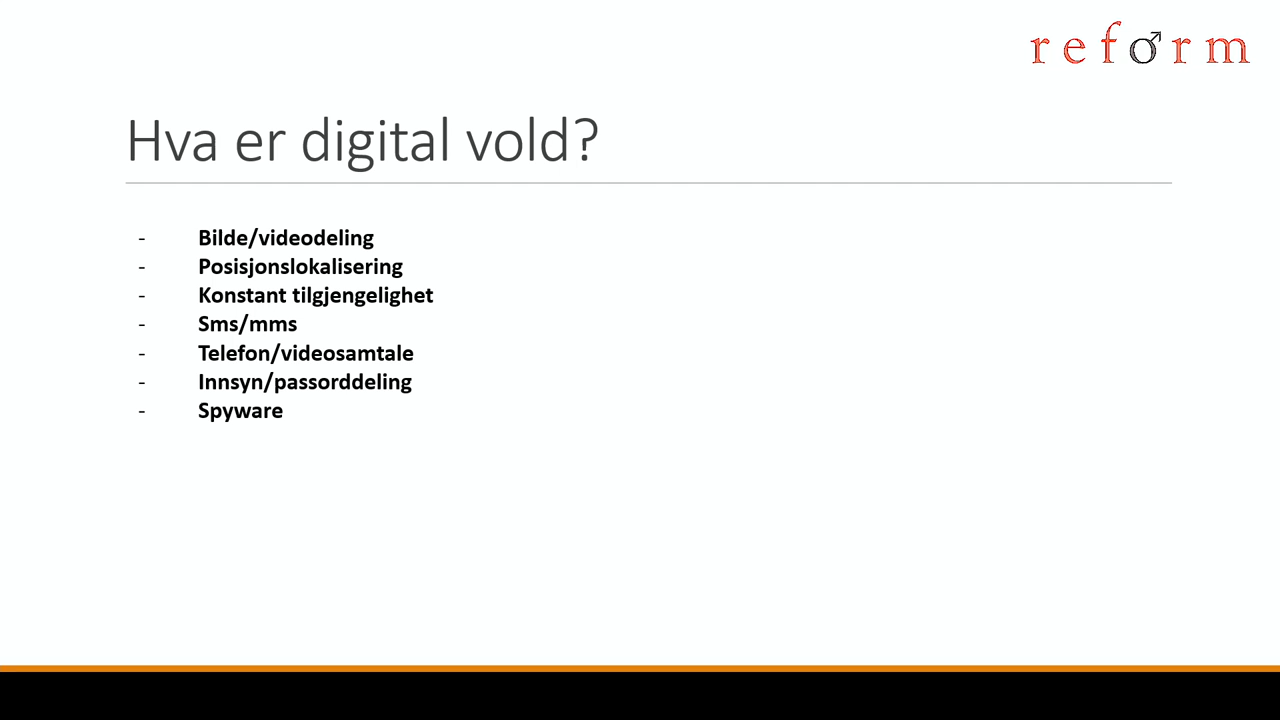 reform
Hva er digital vold?
- Bilde/videodeling
- Posisjonslokalisering
- Konstant tilgjengelighet
- Sms/mms
- Telefon/videosamtale
- Innsyn/passorddeling
- Spyware